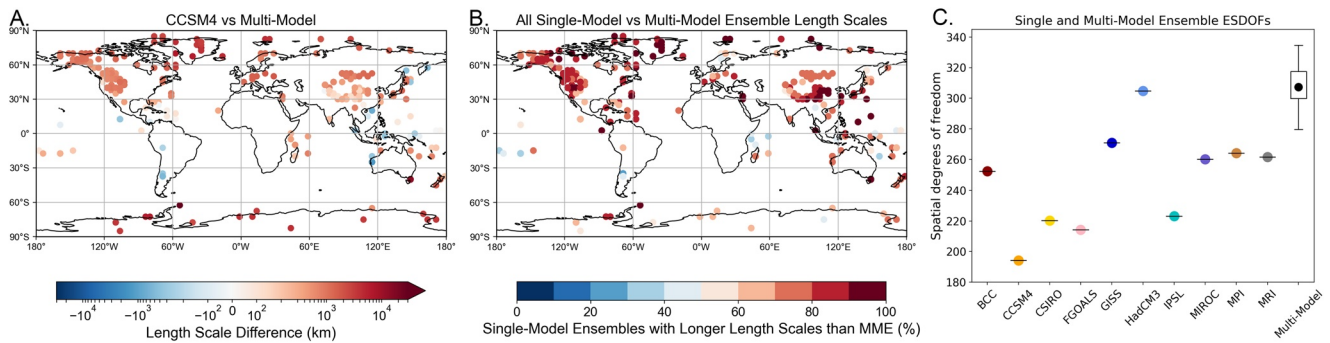 A.
CCSM4 vs Multi-Model
90°N
60°N
30°N
0°
30°S
60°S
90°S
180° 120°W 60°W 0°W 60°E 120°E 180°
−10⁴ −10³ −10² 0 10² 10³ 10⁴
Length Scale Difference (km)
B.
All Single-Model vs Multi-Model Ensemble Length Scales
90°N
60°N
30°N
0°
30°S
60°S
90°S
180° 120°W 60°W 0°W 60°E 120°E 180°
0 20 40 60 80 100
Single-Model Ensembles with Longer Length Scales than MME (%)
C.
Single and Multi-Model Ensemble ESDOFs
Spatial degrees of freedom
340
320
300
280
260
240
220
200
180
BCC
CCSM4
CSIRO
FGOALS
GISS
HadCM3
IPSL
MIROC
MPI
MRI
Multi-Model